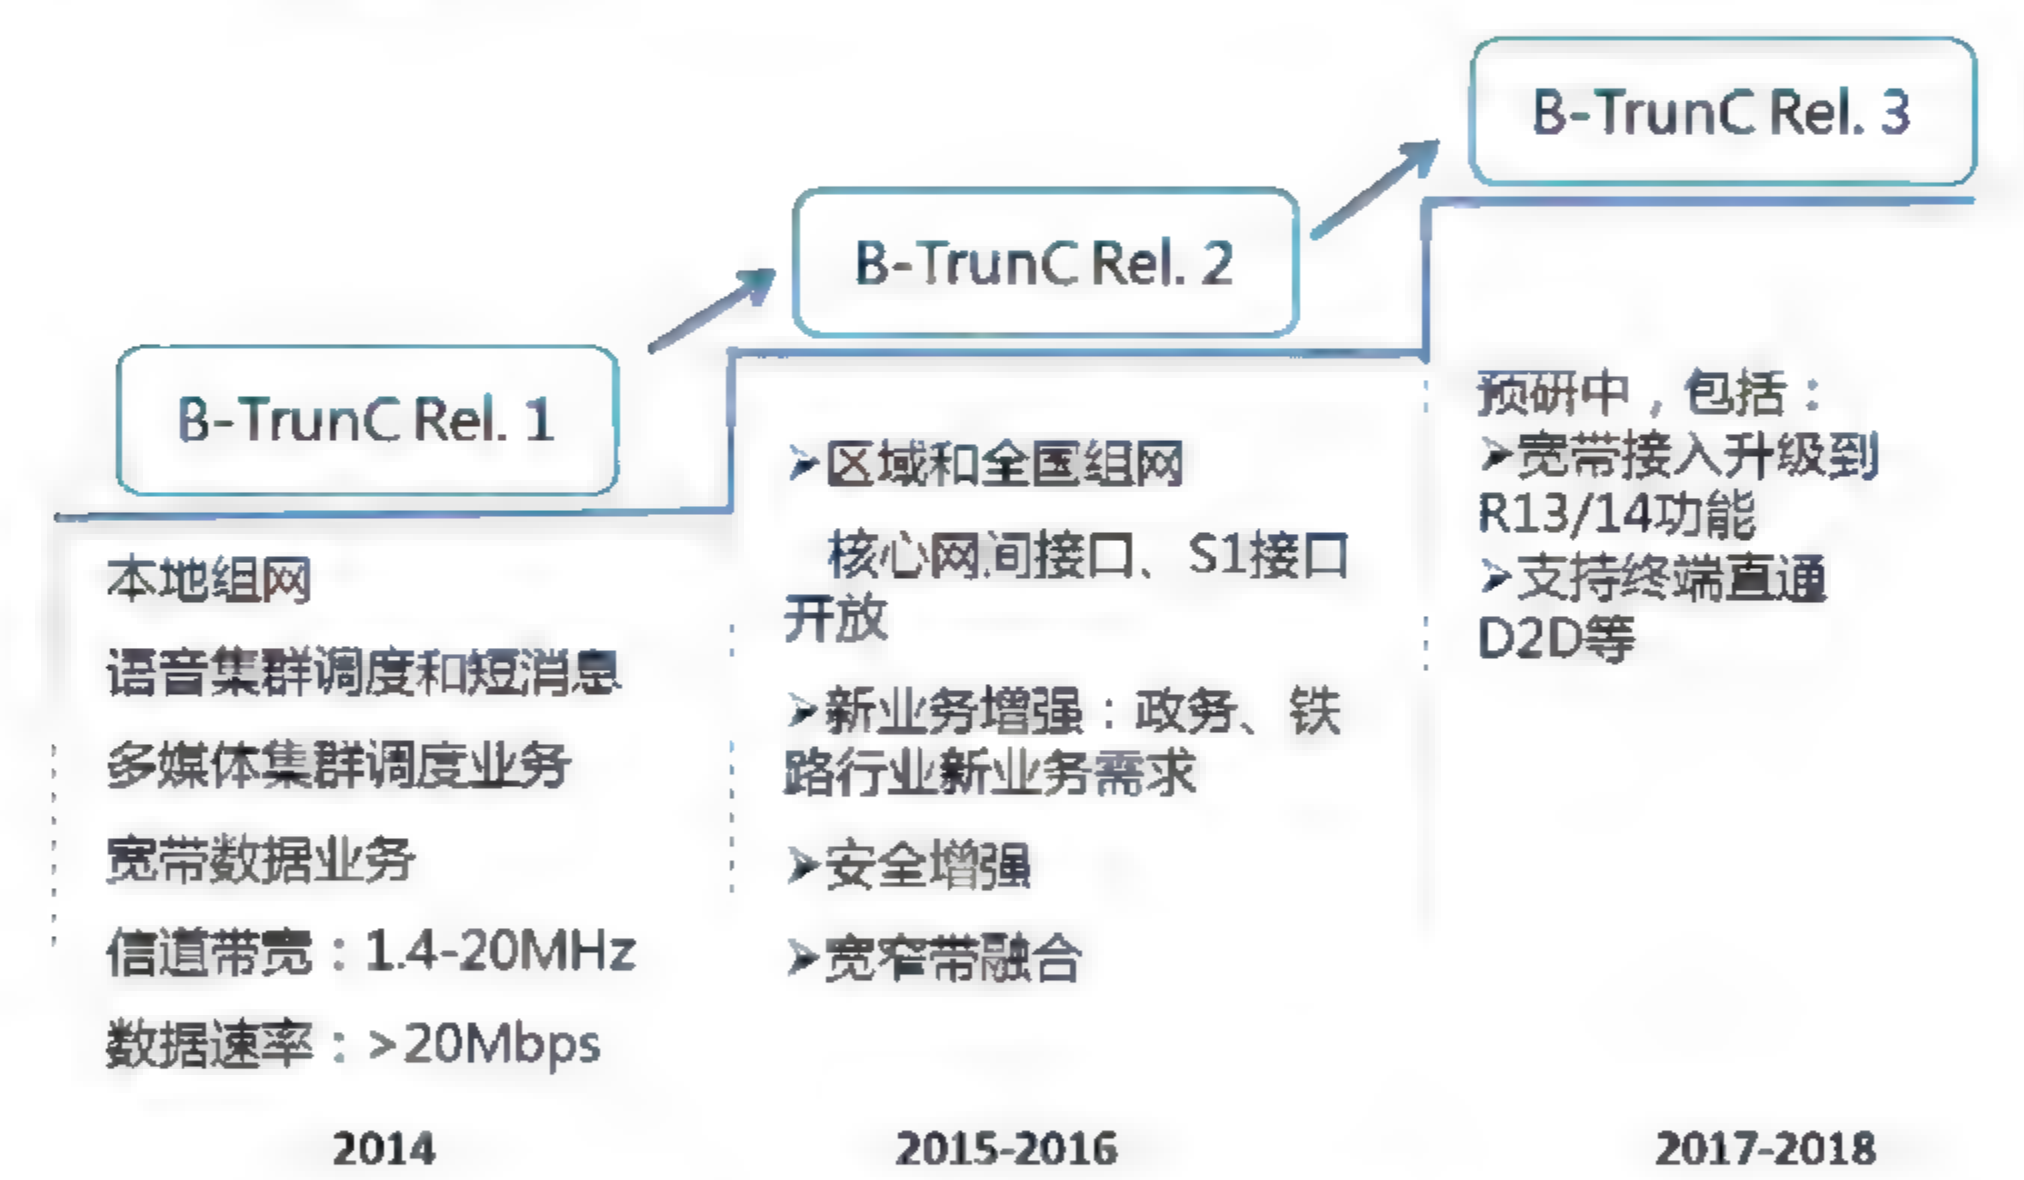 B-TrunC Rel. 1
本地组网
语音集群调度和短消息
多媒体集群调度业务
宽带数据业务
信道带宽：1.4-20MHz
数据速率：>20Mbps
2014
B-TrunC Rel. 2
➢区域和全国组网
核心网间接口、S1接口
开放
➢新业务增强：政务、铁
路行业新业务需求
➢安全增强
➢宽窄带融合
2015-2016
B-TrunC Rel. 3
预研中，包括：
➢宽带接入升级到
R13/14功能
➢支持终端直通
D2D等
2017-2018